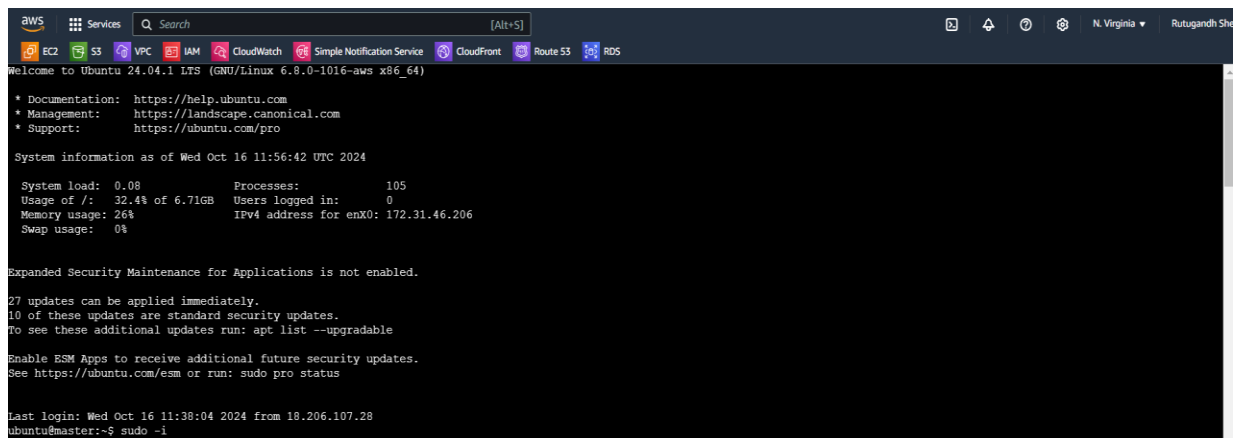 aws Services Search [Alt+S] N. Virginia Rutugandh She
EC2 S3 VPC IAM CloudWatch Simple Notification Service CloudFront Route 53 RDS
Welcome to Ubuntu 24.04.1 LTS (GNU/Linux 6.8.0-1016-aws x86_64)
* Documentation: https://help.ubuntu.com
* Management: https://landscape.canonical.com
* Support: https://ubuntu.com/pro
System information as of Wed Oct 16 11:56:42 UTC 2024
System load: 0.08 Processes: 105
Usage of /: 32.4% of 6.71GB Users logged in: 0
Memory usage: 26% IPv4 address for enX0: 172.31.46.206
Swap usage: 0%
Expanded Security Maintenance for Applications is not enabled.
27 updates can be applied immediately.
10 of these updates are standard security updates.
To see these additional updates run: apt list --upgradable
Enable ESM Apps to receive additional future security updates.
See https://ubuntu.com/esm or run: sudo pro status
Last login: Wed Oct 16 11:38:04 2024 from 18.206.107.28
ubuntu@master:~$ sudo -i